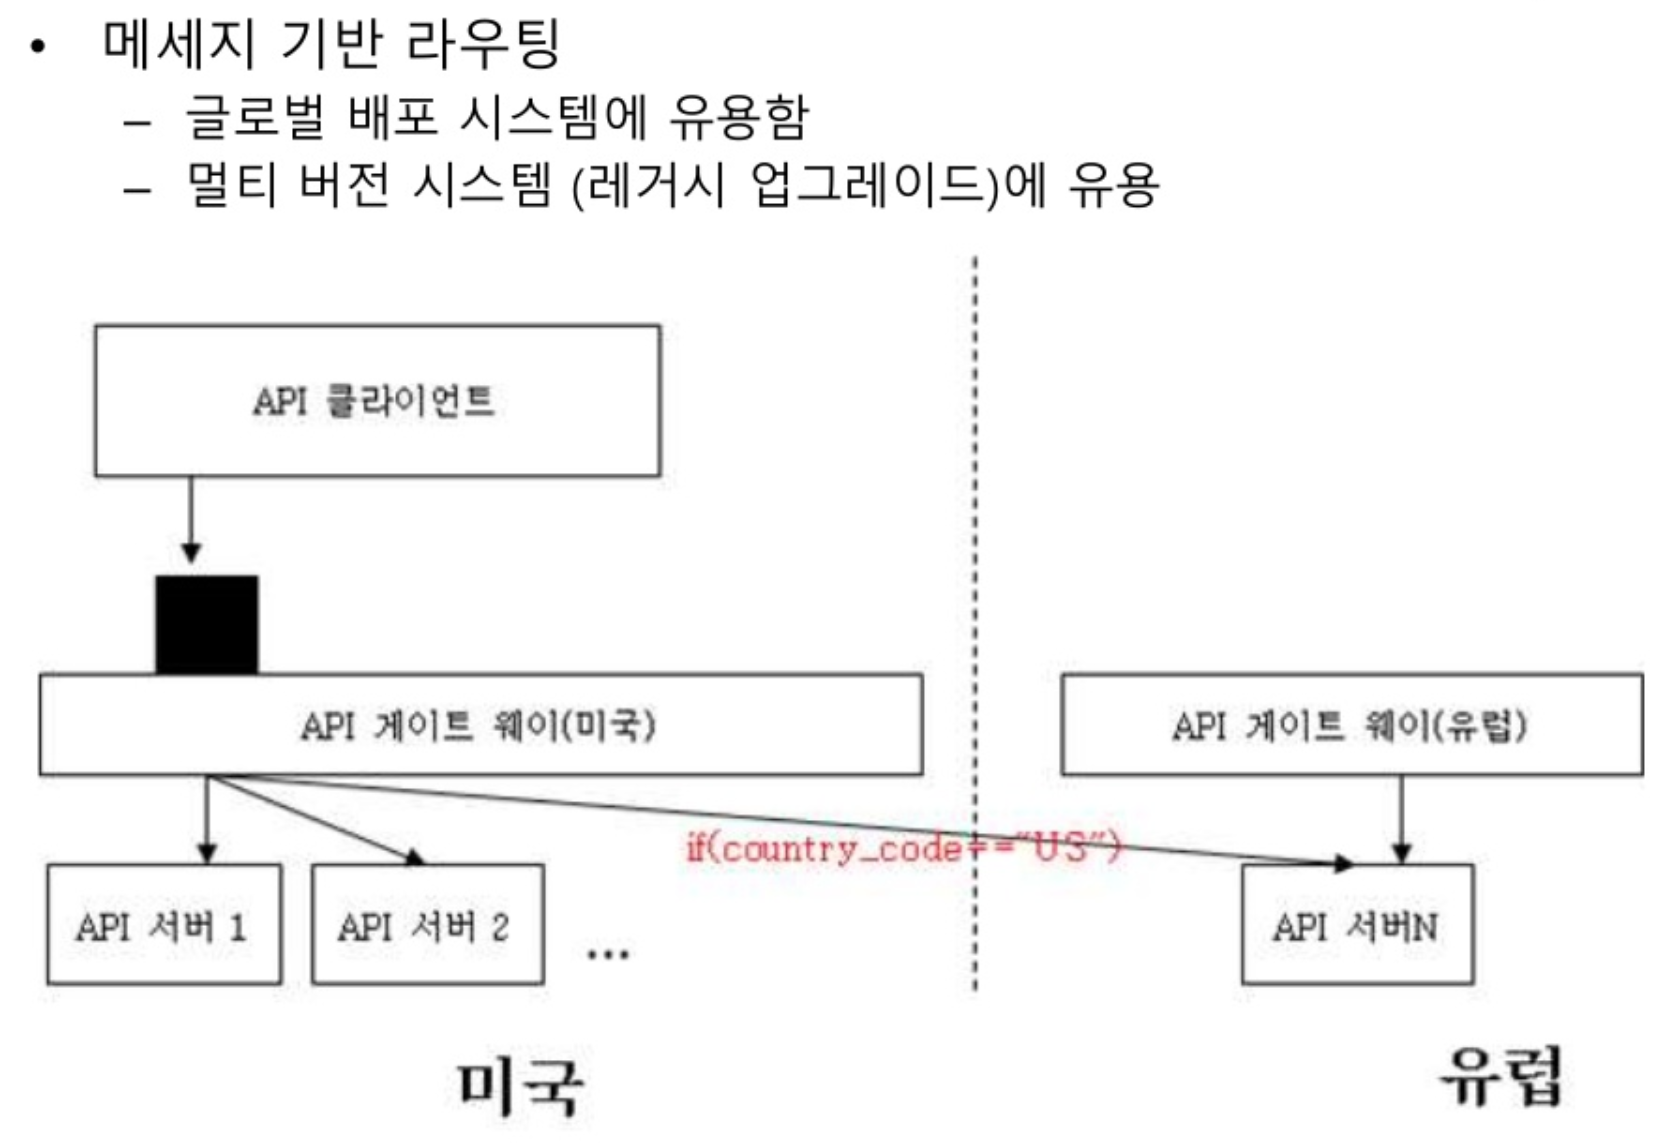 • 메세지 기반 라우팅
– 글로벌 배포 시스템에 유용함
– 멀티 버전 시스템 (레거시 업그레이드)에 유용
API 클라이언트
API 게이트 웨이(미국)
API 게이트 웨이(유럽)
if(country_code=="US")
API 서버 1
API 서버 2
...
API 서버N
미국
유럽